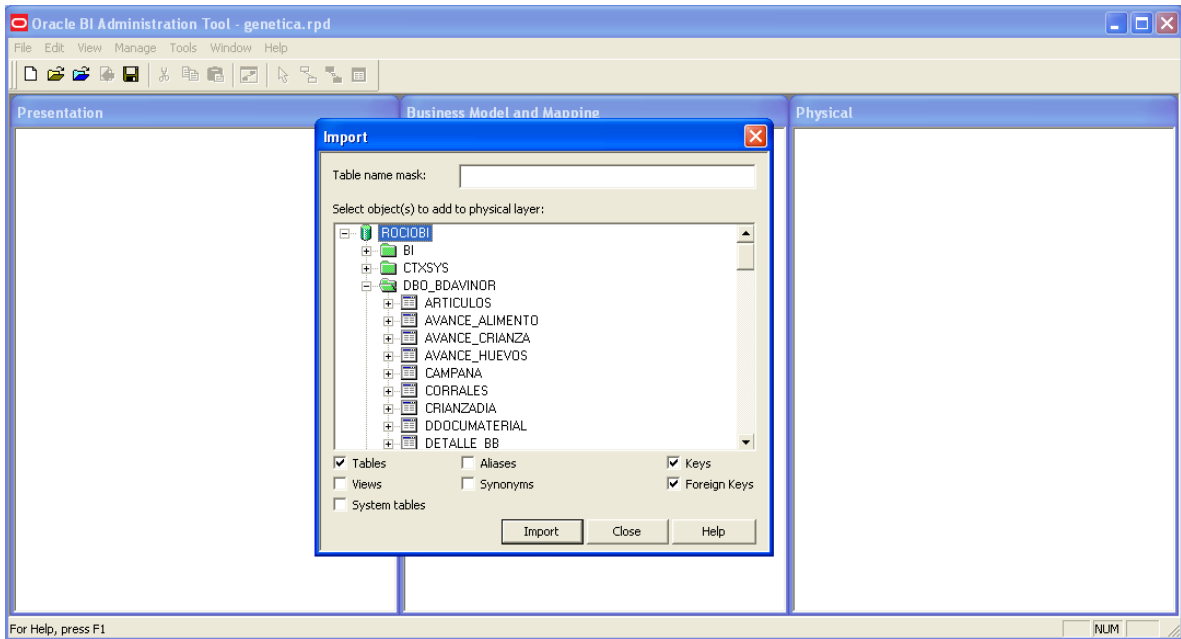 Oracle BI Administration Tool - genetica.rpd
File Edit View Manage Tools Window Help
Presentation
Business Model and Mapping
Physical
Import
Table name mask:
Select object(s) to add to physical layer:
ROCIOBI
BI
CTXSYS
DBO_BDAVINOR
ARTICULOS
AVANCE_ALIMENTO
AVANCE_CRIANZA
AVANCE_HUEVOS
CAMPANA
CORRALES
CRIANZADIA
DDOCUMATERIAL
DETALLE_BB
Tables Aliases Keys
Views Synonyms Foreign Keys
System tables
Import Close Help
For Help, press F1 NUM